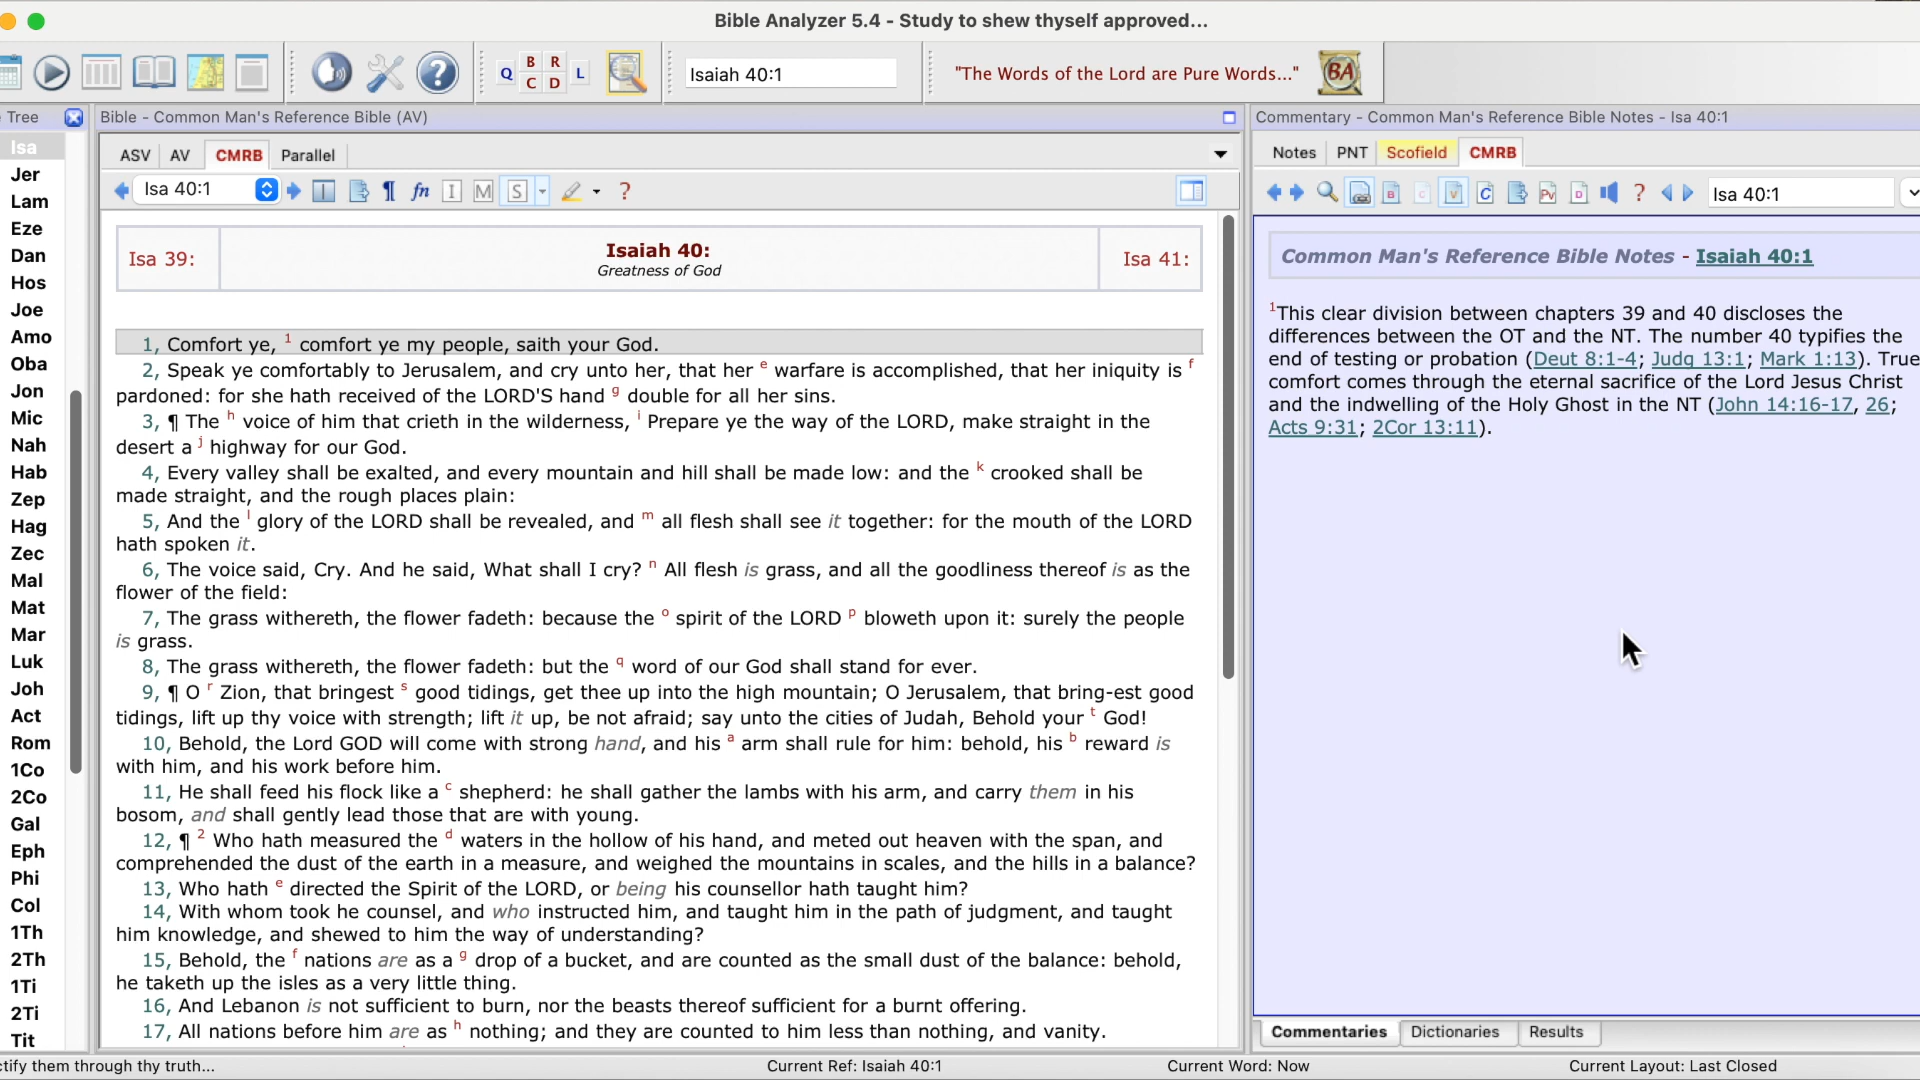 Bible Analyzer 5.4 - Study to shew thyself approved...
Q B R C D L
Isaiah 40:1
"The Words of the Lord are Pure Words..."
BA
Tree
Bible - Common Man's Reference Bible (AV)
Commentary - Common Man's Reference Bible Notes - Isa 40:1
Isa
Jer
Lam
Eze
Dan
Hos
Joe
Amo
Oba
Jon
Mic
Nah
Hab
Zep
Hag
Zec
Mal
Mat
Mar
Luk
Joh
Act
Rom
1Co
2Co
Gal
Eph
Phi
Col
1Th
2Th
1Ti
2Ti
Tit
ASV AV CMRB Parallel
Isa 40:1 ¶ fn I M S ?
Isa 39:
Isaiah 40:
Greatness of God
Isa 41:
1, Comfort ye, 1 comfort ye my people, saith your God.
2, Speak ye comfortably to Jerusalem, and cry unto her, that her e warfare is accomplished, that her iniquity is f
pardoned: for she hath received of the LORD'S hand g double for all her sins.
3, ¶ The h voice of him that crieth in the wilderness, i Prepare ye the way of the LORD, make straight in the
desert a j highway for our God.
4, Every valley shall be exalted, and every mountain and hill shall be made low: and the k crooked shall be
made straight, and the rough places plain:
5, And the l glory of the LORD shall be revealed, and m all flesh shall see it together: for the mouth of the LORD
hath spoken it.
6, The voice said, Cry. And he said, What shall I cry? n All flesh is grass, and all the goodliness thereof is as the
flower of the field:
7, The grass withereth, the flower fadeth: because the o spirit of the LORD p bloweth upon it: surely the people
is grass.
8, The grass withereth, the flower fadeth: but the q word of our God shall stand for ever.
9, ¶ O r Zion, that bringest s good tidings, get thee up into the high mountain; O Jerusalem, that bring-est good
tidings, lift up thy voice with strength; lift it up, be not afraid; say unto the cities of Judah, Behold your t God!
10, Behold, the Lord GOD will come with strong hand, and his a arm shall rule for him: behold, his b reward is
with him, and his work before him.
11, He shall feed his flock like a c shepherd: he shall gather the lambs with his arm, and carry them in his
bosom, and shall gently lead those that are with young.
12, ¶ 2 Who hath measured the d waters in the hollow of his hand, and meted out heaven with the span, and
comprehended the dust of the earth in a measure, and weighed the mountains in scales, and the hills in a balance?
13, Who hath e directed the Spirit of the LORD, or being his counsellor hath taught him?
14, With whom took he counsel, and who instructed him, and taught him in the path of judgment, and taught
him knowledge, and shewed to him the way of understanding?
15, Behold, the f nations are as a g drop of a bucket, and are counted as the small dust of the balance: behold,
he taketh up the isles as a very little thing.
16, And Lebanon is not sufficient to burn, nor the beasts thereof sufficient for a burnt offering.
17, All nations before him are as h nothing; and they are counted to him less than nothing, and vanity.
Notes PNT Scofield CMRB
B C V C Pv D ? Isa 40:1
Common Man's Reference Bible Notes - Isaiah 40:1
1This clear division between chapters 39 and 40 discloses the
differences between the OT and the NT. The number 40 typifies the
end of testing or probation (Deut 8:1-4; Judg 13:1; Mark 1:13). True
comfort comes through the eternal sacrifice of the Lord Jesus Christ
and the indwelling of the Holy Ghost in the NT (John 14:16-17, 26;
Acts 9:31; 2Cor 13:11).
Commentaries Dictionaries Results
ctify them through thy truth...
Current Ref: Isaiah 40:1
Current Word: Now
Current Layout: Last Closed